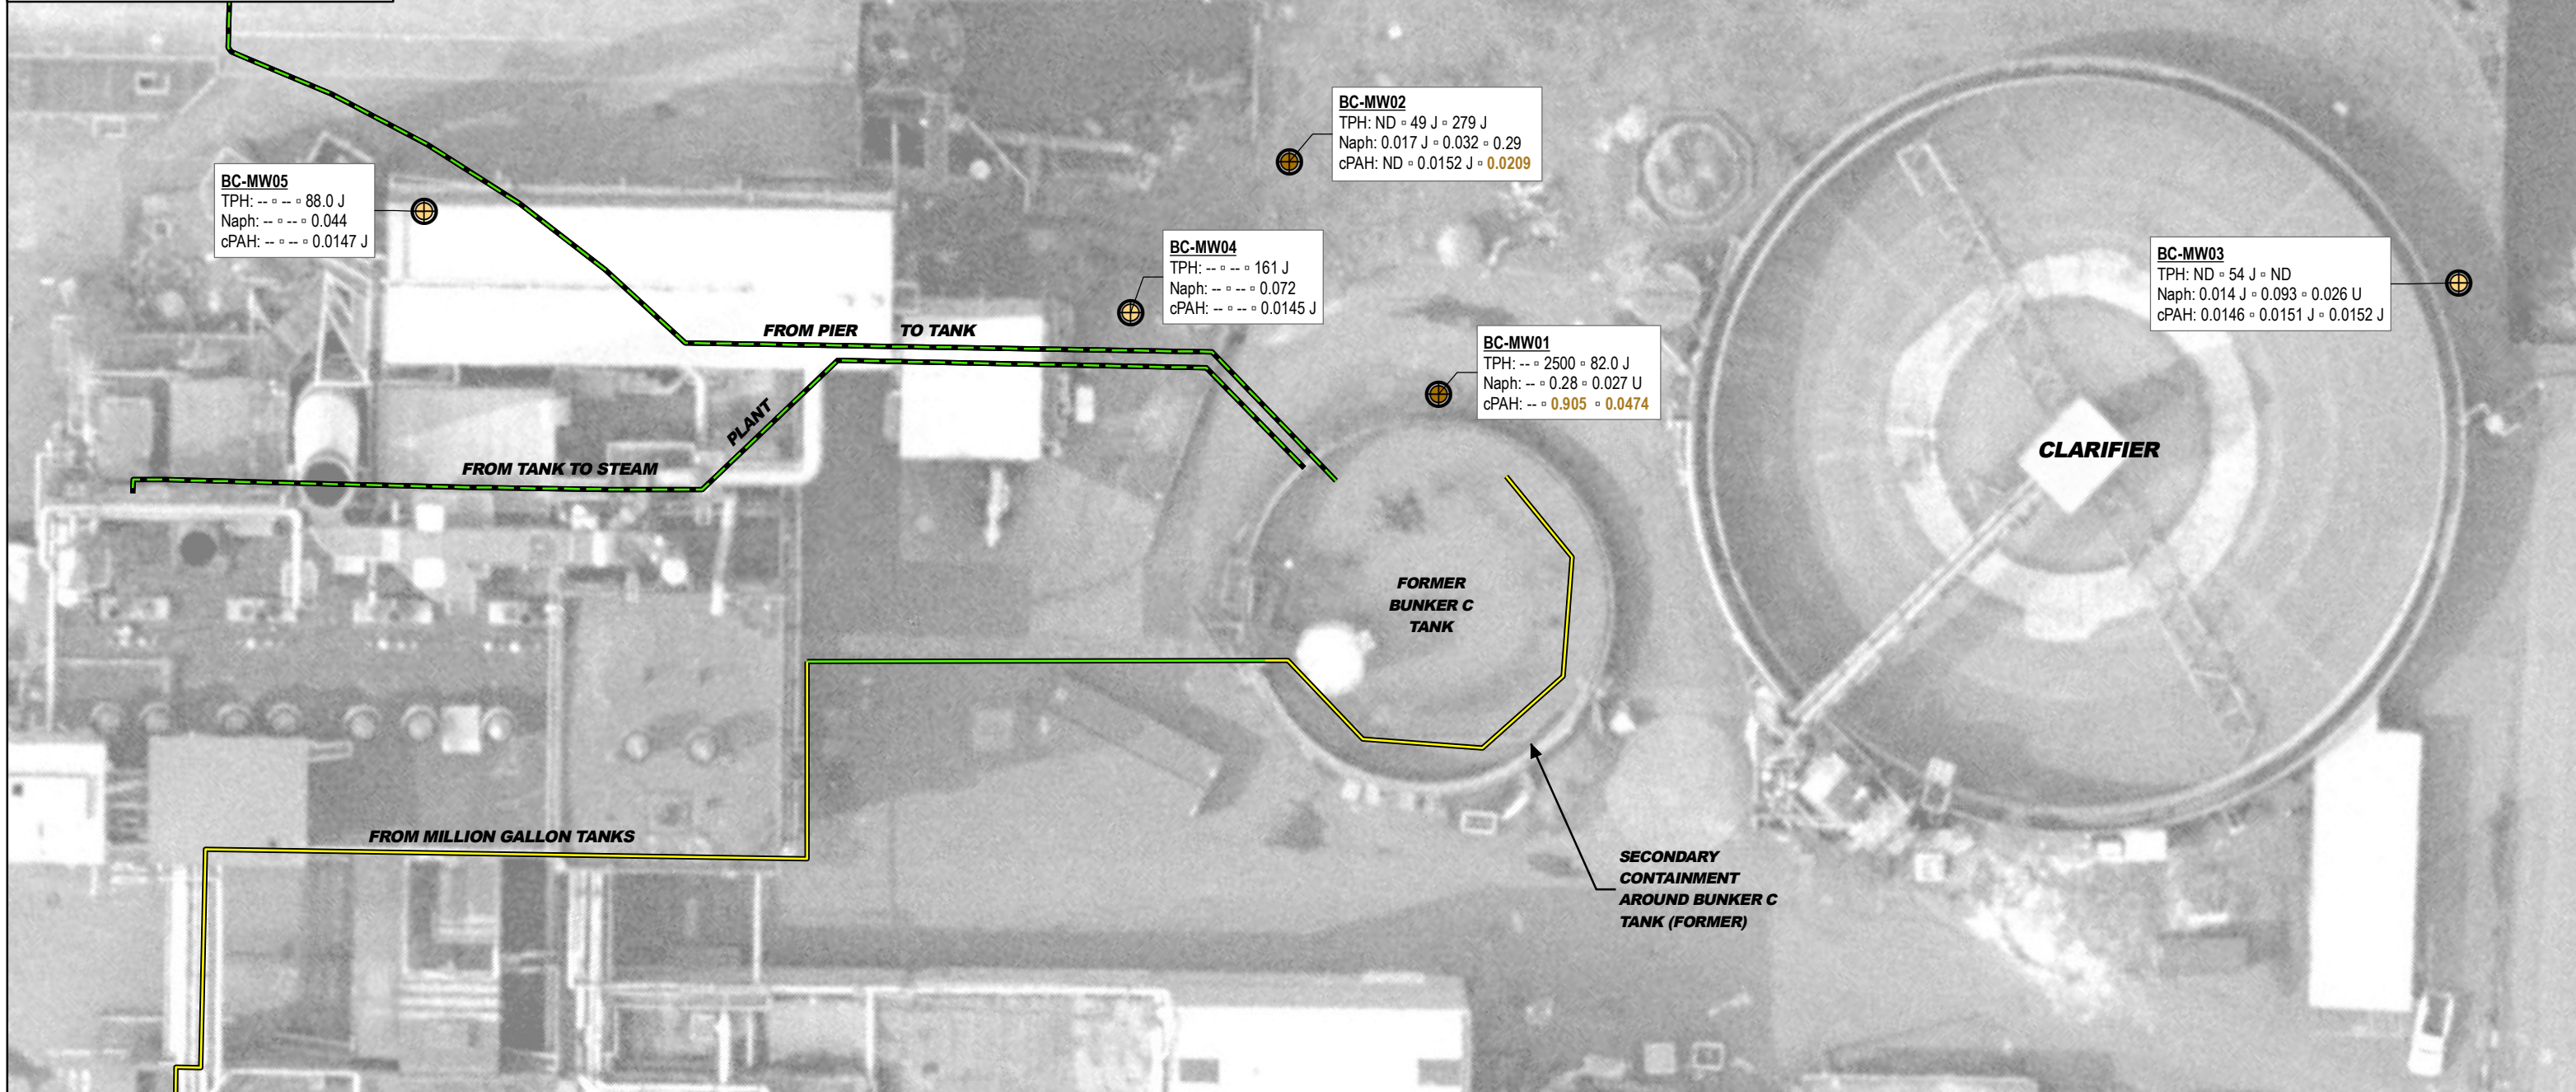 BC-MW02
TPH: ND ▫ 49 J ▫ 279 J
Naph: 0.017 J ▫ 0.032 ▫ 0.29
cPAH: ND ▫ 0.0152 J ▫ 0.0209
BC-MW05
TPH: -- ▫ -- ▫ 88.0 J
Naph: -- ▫ -- ▫ 0.044
cPAH: -- ▫ -- ▫ 0.0147 J
BC-MW04
TPH: -- ▫ -- ▫ 161 J
Naph: -- ▫ -- ▫ 0.072
cPAH: -- ▫ -- ▫ 0.0145 J
BC-MW03
TPH: ND ▫ 54 J ▫ ND
Naph: 0.014 J ▫ 0.093 ▫ 0.026 U
cPAH: 0.0146 ▫ 0.0151 J ▫ 0.0152 J
FROM PIER TO TANK
BC-MW01
TPH: -- ▫ 2500 ▫ 82.0 J
Naph: -- ▫ 0.28 ▫ 0.027 U
cPAH: -- ▫ 0.905 ▫ 0.0474
FROM TANK TO STEAM
PLANT
CLARIFIER
FORMER
BUNKER C
TANK
FROM MILLION GALLON TANKS
SECONDARY
CONTAINMENT
AROUND BUNKER C
TANK (FORMER)